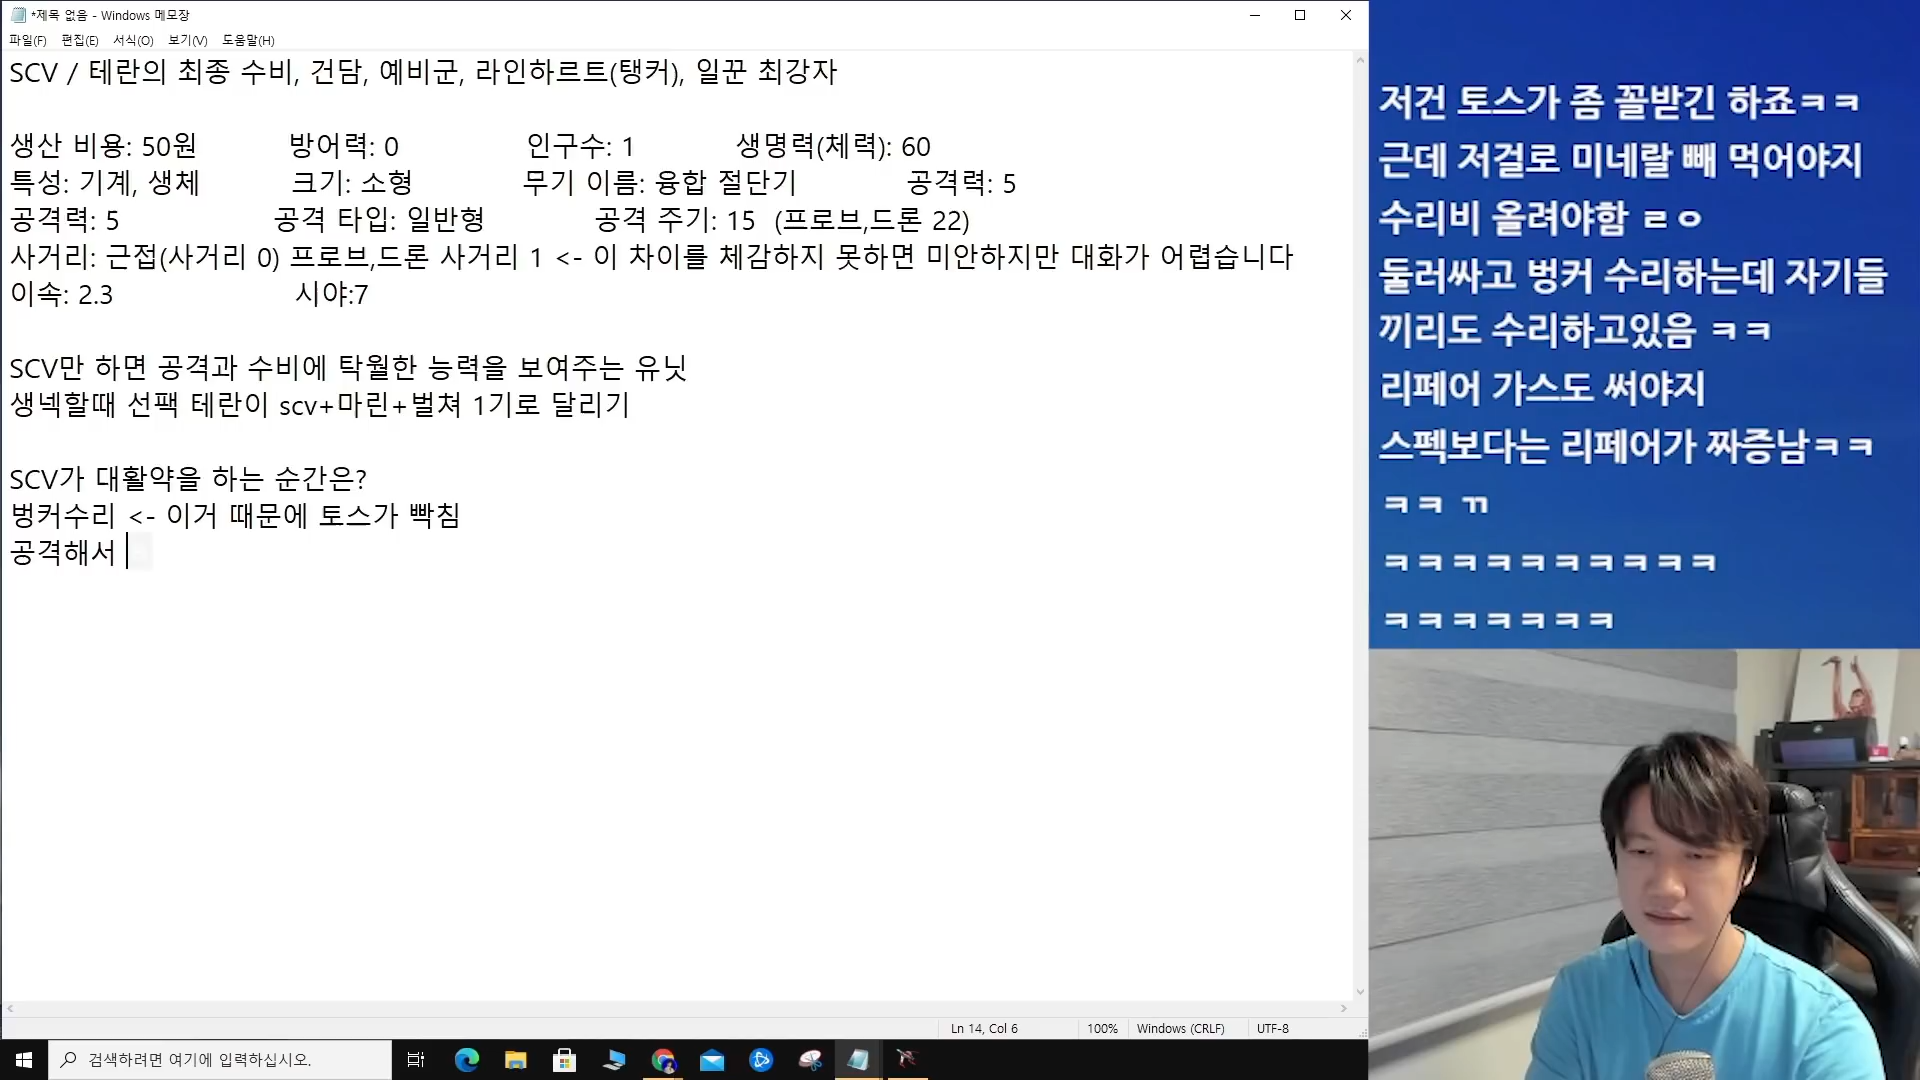 *제목 없음 - Windows 메모장
파일(F) 편집(E) 서식(O) 보기(V) 도움말(H)
SCV / 테란의 최종 수비, 건담, 예비군, 라인하르트(탱커), 일꾼 최강자
생산 비용: 50원 방어력: 0 인구수: 1 생명력(체력): 60
특성: 기계, 생체 크기: 소형 무기 이름: 융합 절단기 공격력: 5
공격력: 5 공격 타입: 일반형 공격 주기: 15 (프로브,드론 22)
사거리: 근접(사거리 0) 프로브,드론 사거리 1 <- 이 차이를 체감하지 못하면 미안하지만 대화가 어렵습니다
이속: 2.3 시야:7
SCV만 하면 공격과 수비에 탁월한 능력을 보여주는 유닛
생넥할때 선팩 테란이 scv+마린+벌쳐 1기로 달리기
SCV가 대활약을 하는 순간은?
벙커수리 <- 이거 때문에 토스가 빡침
공격해서
Ln 14, Col 6 100% Windows (CRLF) UTF-8
검색하려면 여기에 입력하십시오.
저건 토스가 좀 꼴받긴 하죠ㅋㅋ
근데 저걸로 미네랄 빼 먹어야지
수리비 올려야함 ㄹㅇ
둘러싸고 벙커 수리하는데 자기들
끼리도 수리하고있음 ㅋㅋ
리페어 가스도 써야지
스펙보다는 리페어가 짜증남ㅋㅋ
ㅋㅋ ㄲ
ㅋㅋㅋㅋㅋㅋㅋㅋㅋㅋ
ㅋㅋㅋㅋㅋㅋㅋ